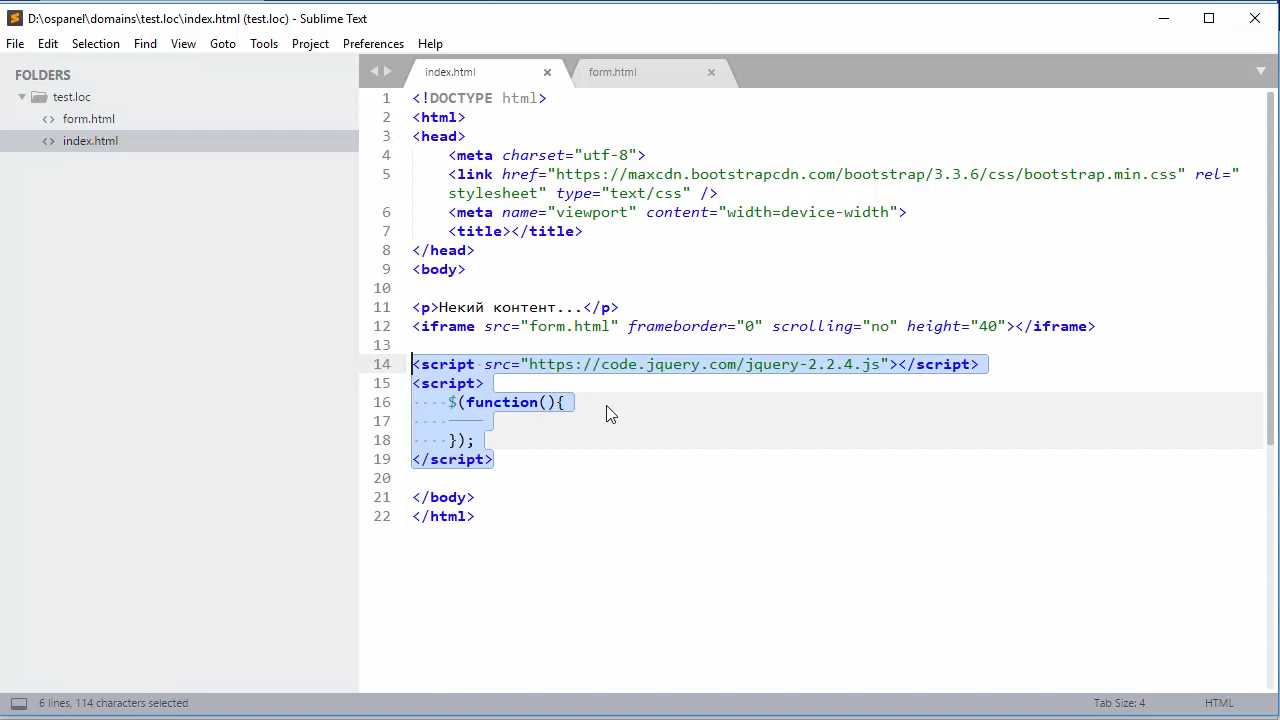 D:\ospanel\domains\test.loc\index.html (test.loc) - Sublime Text
File Edit Selection Find View Goto Tools Project Preferences Help
FOLDERS
test.loc
form.html
index.html
index.html form.html
1 <!DOCTYPE html>
2 <html>
3 <head>
4 <meta charset="utf-8">
5 <link href="https://maxcdn.bootstrapcdn.com/bootstrap/3.3.6/css/bootstrap.min.css" rel="
stylesheet" type="text/css" />
6 <meta name="viewport" content="width=device-width">
7 <title></title>
8 </head>
9 <body>
10
11 <p>Некий контент...</p>
12 <iframe src="form.html" frameborder="0" scrolling="no" height="40"></iframe>
13
14 <script src="https://code.jquery.com/jquery-2.2.4.js"></script>
15 <script>
16 $(function(){
17
18 });
19 </script>
20
21 </body>
22 </html>
6 lines, 114 characters selected
Tab Size: 4
HTML